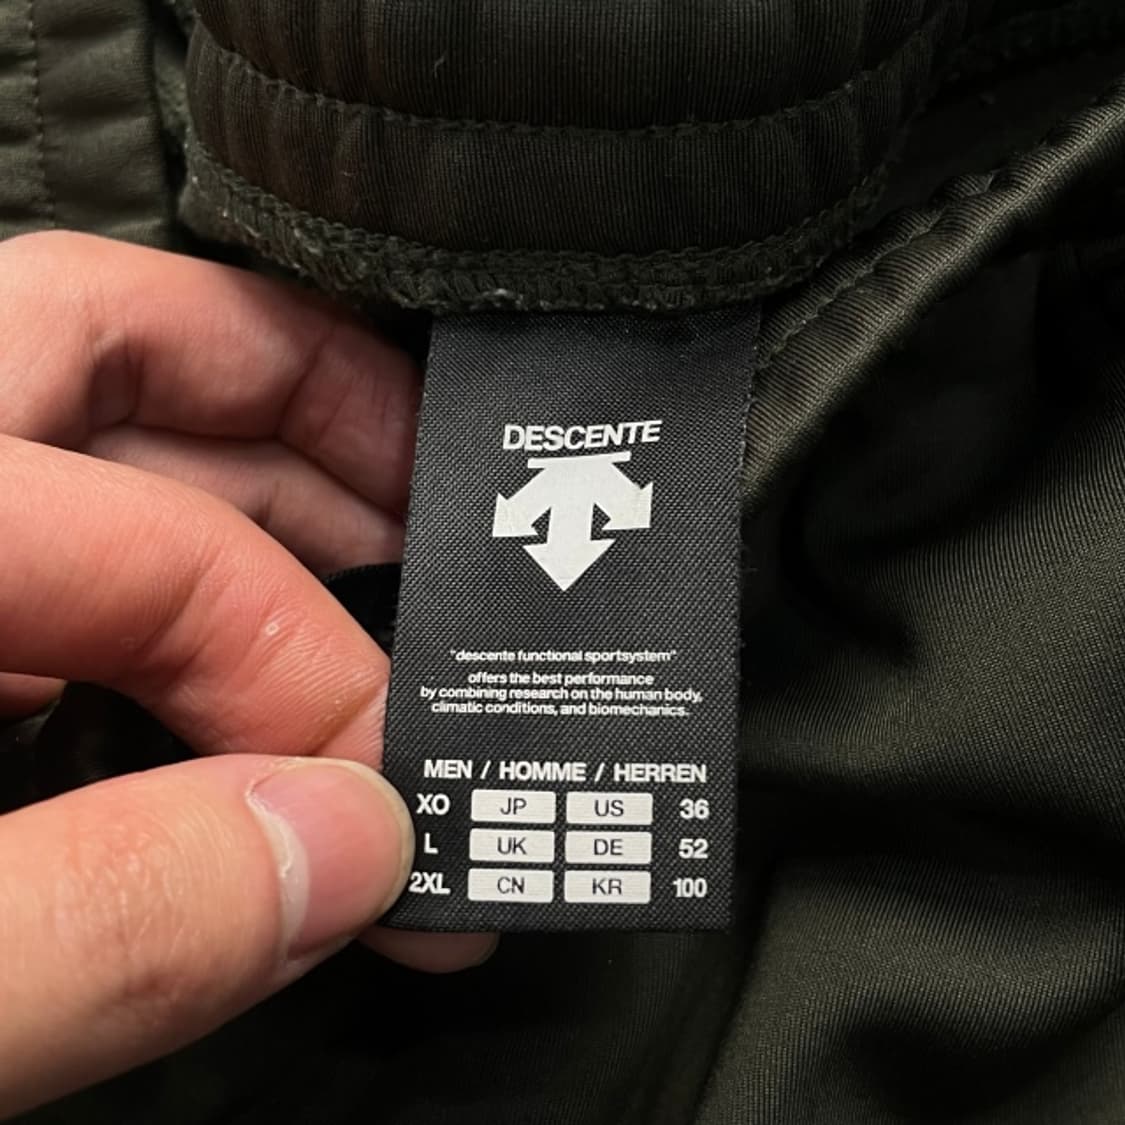 DESCENTE
"descente functional sportsystem"
offers the best performance
by combining research on the human body,
climatic conditions, and biomechanics.
MEN / HOMME / HERREN
XO JP US 36
L UK DE 52
2XL CN KR 100